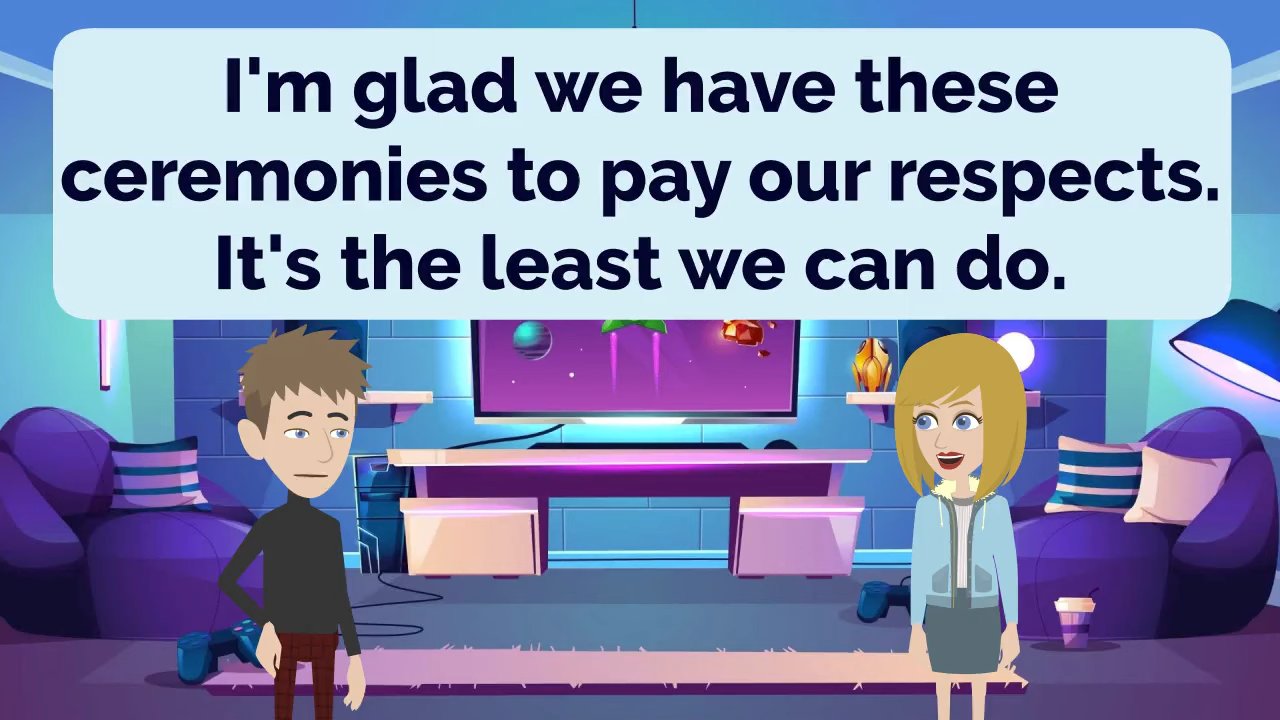 I'm glad we have these
ceremonies to pay our respects.
It's the least we can do.